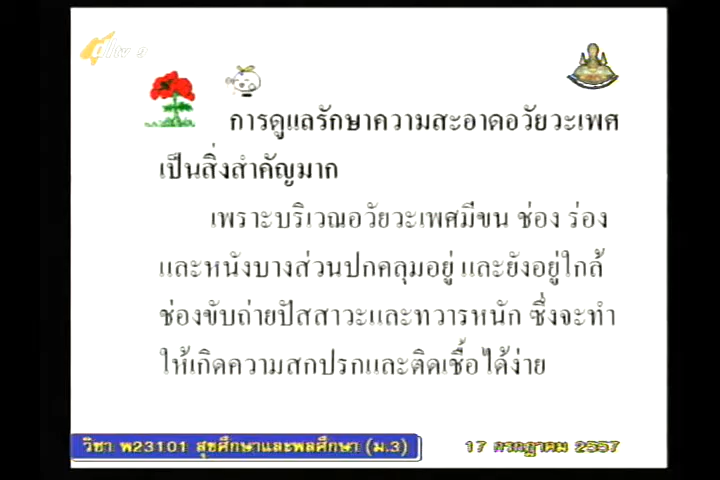 การดูแลรักษาความสะอาดอวัยวะเพศ
เป็นสิ่งสำคัญมาก
เพราะบริเวณอวัยวะเพศมีขน ช่อง ร่อง
และหนังบางส่วนปกคลุมอยู่ และยังอยู่ใกล้
ช่องขับถ่ายปัสสาวะและทวารหนัก ซึ่งจะทำ
ให้เกิดความสกปรกและติดเชื้อได้ง่าย
วิชา พ23101 สุขศึกษาและพลศึกษา (ม.3)
17 กรกฎาคม 2557